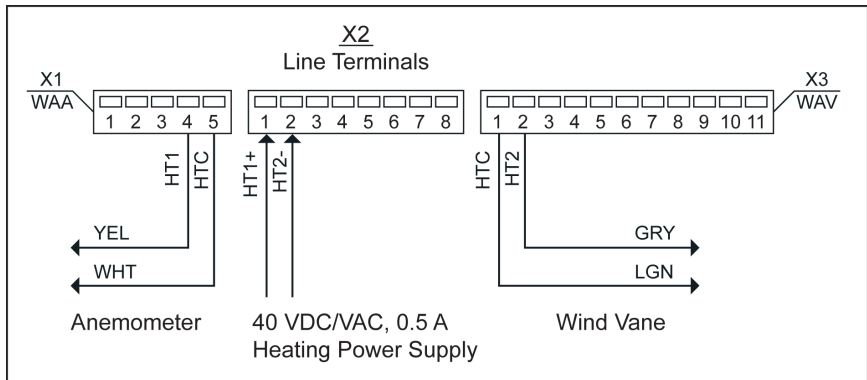 X2
Line Terminals
X1
WAA
X3
WAV
1 2 3 4 5
1 2 3 4 5 6 7 8
1 2 3 4 5 6 7 8 9 10 11
HT1
HTC
HT1+
HT2-
HTC
HT2
YEL
GRY
WHT
LGN
Anemometer
40 VDC/VAC, 0.5 A
Heating Power Supply
Wind Vane